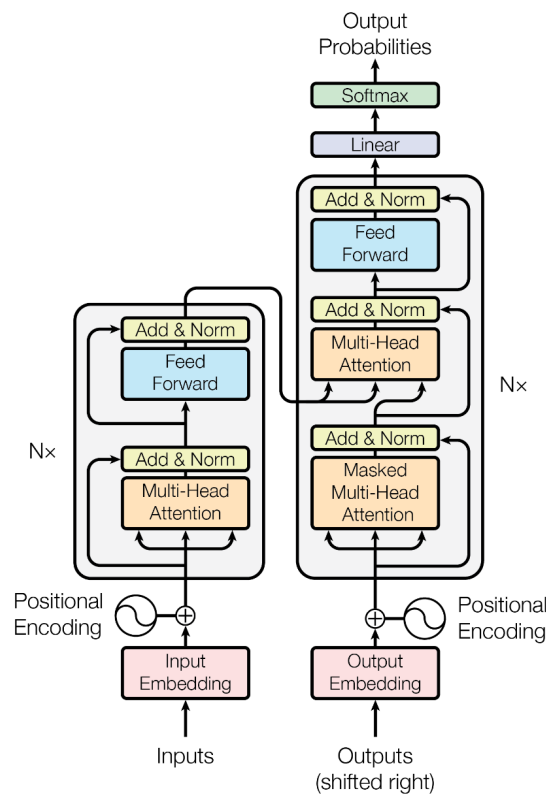 Output
Probabilities
Softmax
Linear
Add & Norm
Feed
Forward
Add & Norm
Multi-Head
Attention
Add & Norm
Masked
Multi-Head
Attention
N×
Add & Norm
Feed
Forward
Add & Norm
Multi-Head
Attention
N×
Positional
Encoding
Positional
Encoding
Input
Embedding
Output
Embedding
Inputs
Outputs
(shifted right)